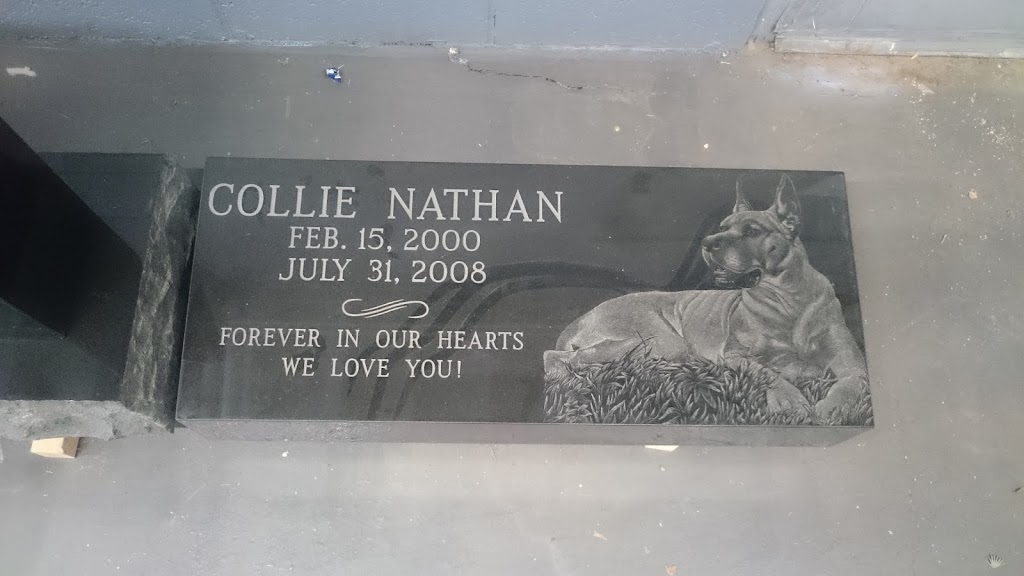 COLLIE NATHAN
FEB. 15, 2000
JULY 31, 2008
FOREVER IN OUR HEARTS
WE LOVE YOU!